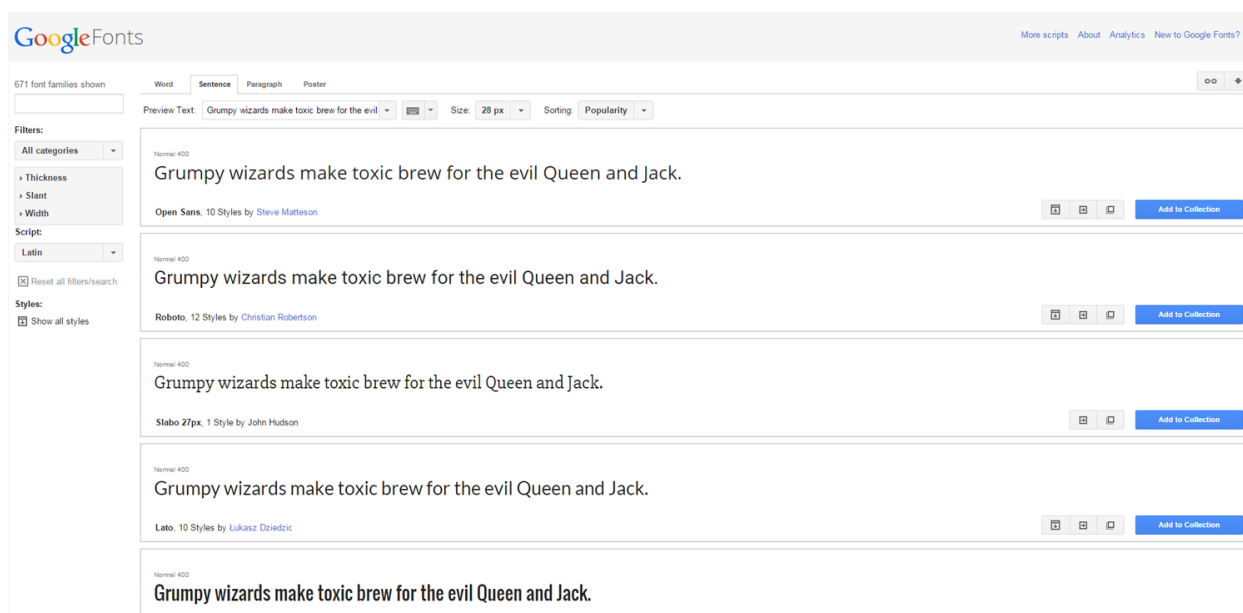 GoogleFonts
More scripts About Analytics New to Google Fonts?
671 font families shown
Word Sentence Paragraph Poster
Preview Text: Grumpy wizards make toxic brew for the evil Size: 28 px Sorting: Popularity
Filters:
All categories
Thickness
Slant
Width
Script:
Latin
Reset all filters/search
Styles:
Show all styles
Normal 400
Grumpy wizards make toxic brew for the evil Queen and Jack.
Open Sans, 10 Styles by Steve Matteson
Add to Collection
Normal 400
Grumpy wizards make toxic brew for the evil Queen and Jack.
Roboto, 12 Styles by Christian Robertson
Add to Collection
Normal 400
Grumpy wizards make toxic brew for the evil Queen and Jack.
Slabo 27px, 1 Style by John Hudson
Add to Collection
Normal 400
Grumpy wizards make toxic brew for the evil Queen and Jack.
Lato, 10 Styles by Łukasz Dziedzic
Add to Collection
Normal 400
Grumpy wizards make toxic brew for the evil Queen and Jack.